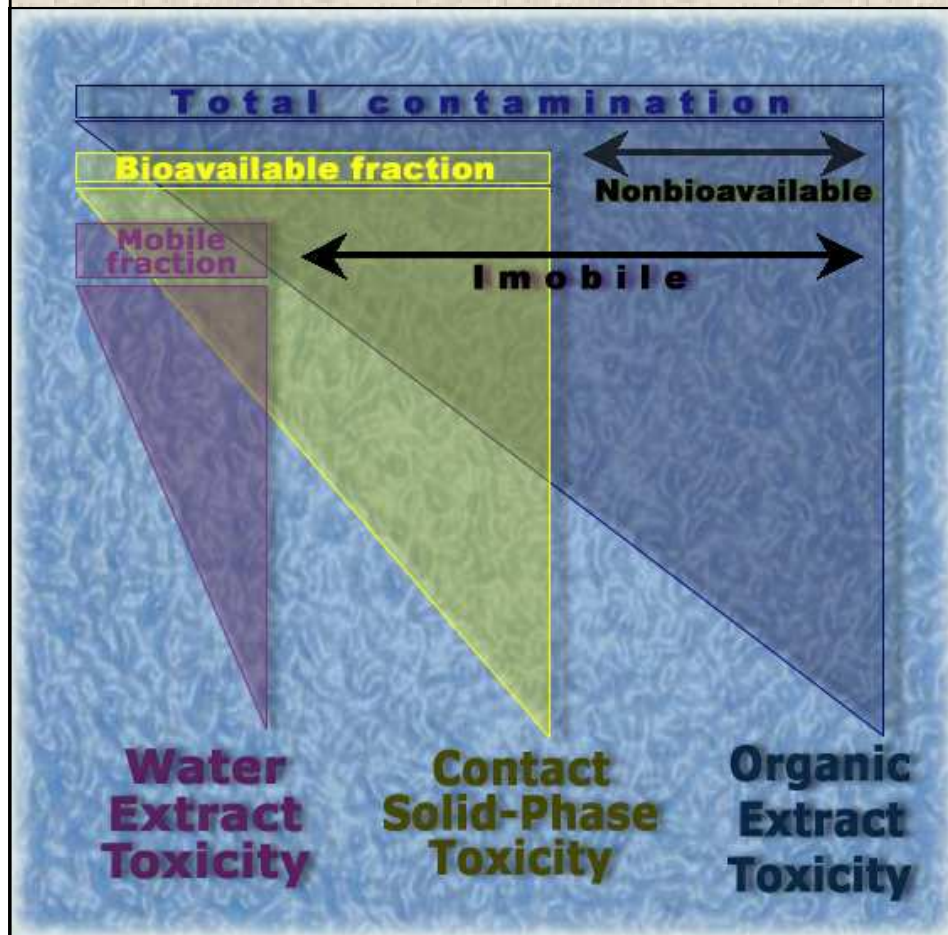 Total contamination
Bioavailable fraction
Nonbioavailable
Mobile
fraction
Imobile
Water
Extract
Toxicity
Contact
Solid-Phase
Toxicity
Organic
Extract
Toxicity